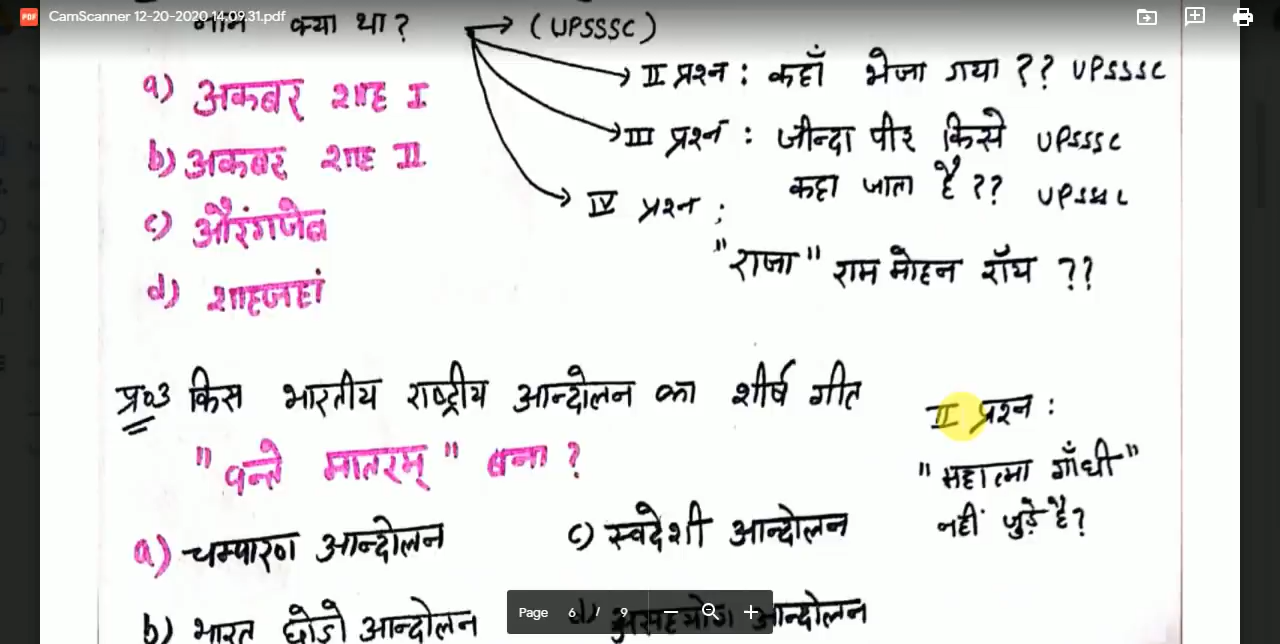 CamScanner 12-20-2020 14.09.31.pdf
नाम क्या था?
→ (UPSSSC)
II प्रश्न : कहाँ भेजा गया ?? UPSSSC
a) अकबर शाह I
III प्रश्न : जीन्दा पीर किसे UPSSSC
कहा जाता है ?? UPSSSC
b) अकबर शाह II
IV प्रश्न :
c) औरंगजेब
"राजा" राम मोहन रॉय ??
d) शाहजहां
प्र०3 किस भारतीय राष्ट्रीय आन्दोलन का शीर्ष गीत
"वन्ते मातरम्" बना ?
II प्रश्न :
"महात्मा गाँधी"
नहीं जुड़े है?
a) चम्पारण आन्दोलन
c) स्वदेशी आन्दोलन
b) भारत छोडो आन्दोलन
d) असहयोग आन्दोलन
Page 6 / 9